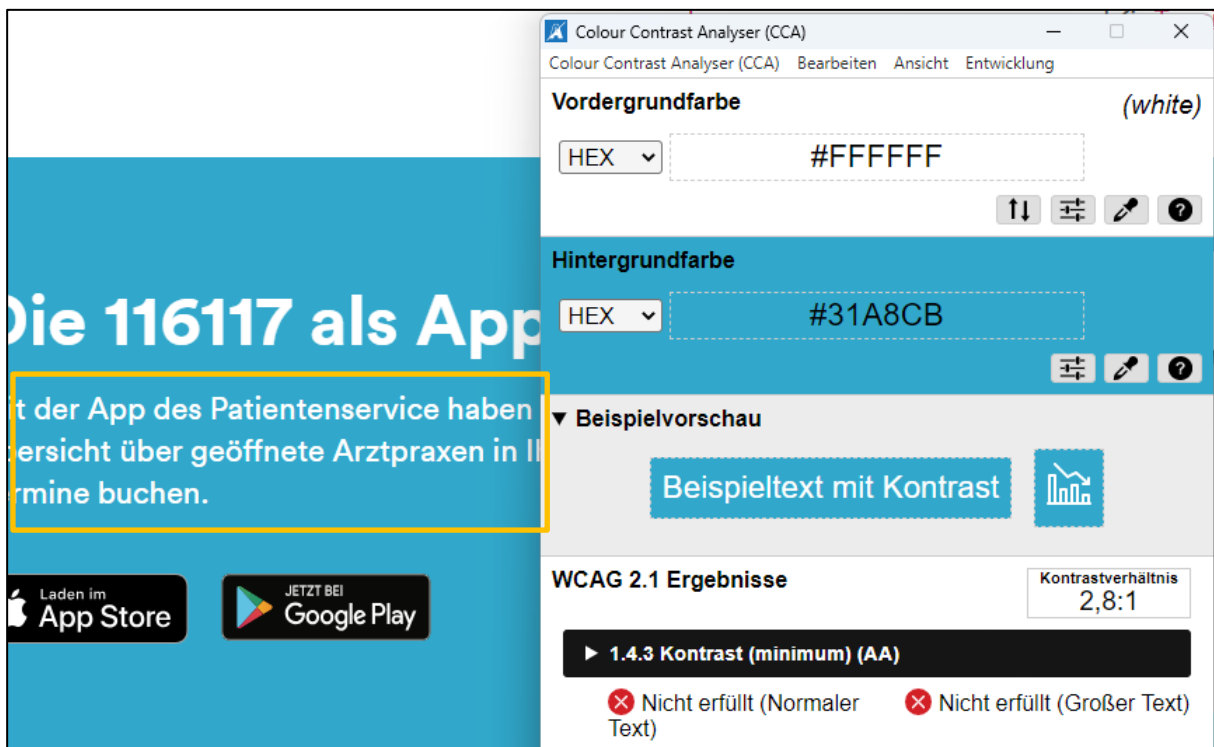 Colour Contrast Analyser (CCA)
Colour Contrast Analyser (CCA) Bearbeiten Ansicht Entwicklung
Vordergrundfarbe (white)
HEX #FFFFFF
Hintergrundfarbe
HEX #31A8CB
Die 116117 als App
it der App des Patientenservice haben
bersicht über geöffnete Arztpraxen in
rmine buchen.
Laden im
App Store
JETZT BEI
Google Play
Beispielvorschau
Beispieltext mit Kontrast
WCAG 2.1 Ergebnisse
Kontrastverhältnis
2,8:1
1.4.3 Kontrast (minimum) (AA)
Nicht erfüllt (Normaler
Text)
Nicht erfüllt (Großer Text)